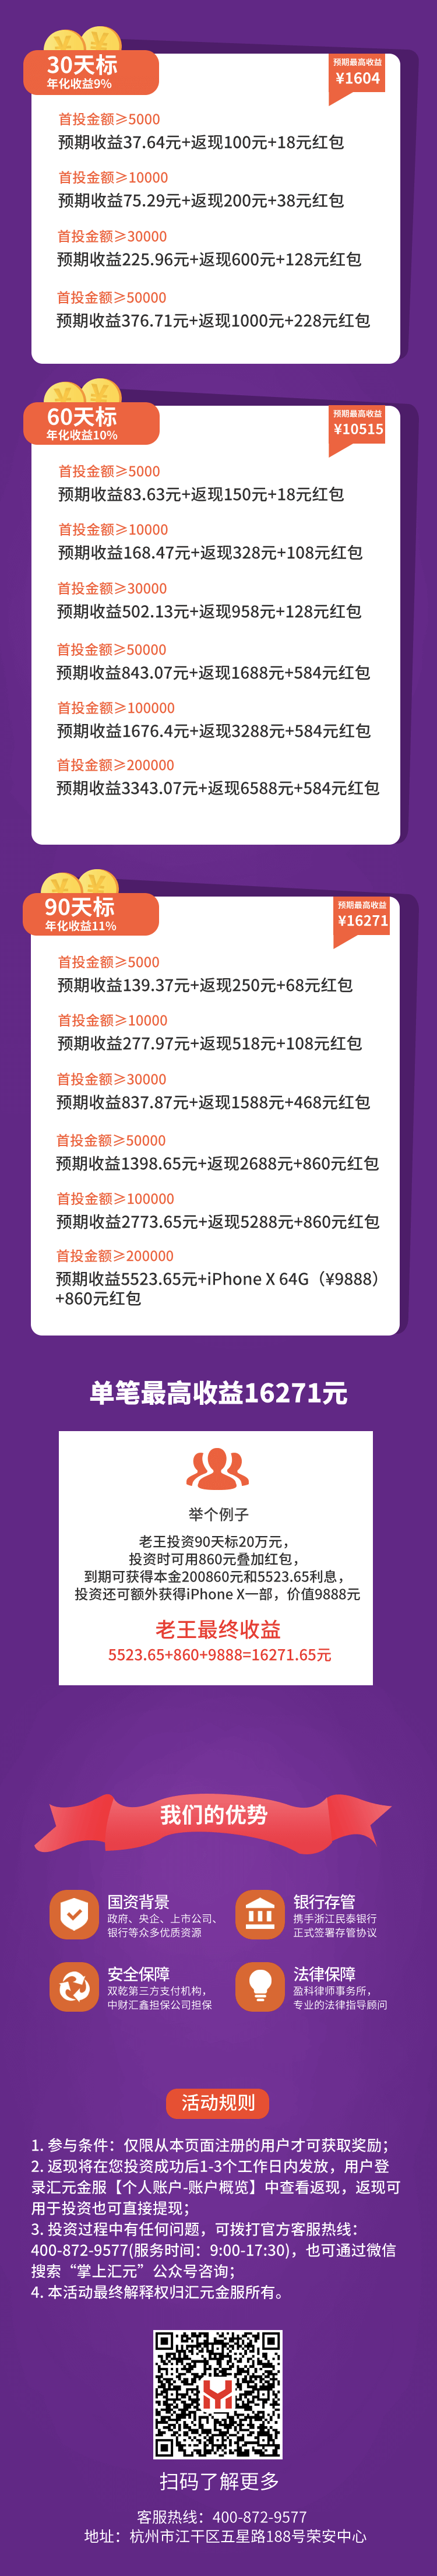 30天标
年化收益9%
预期最高收益
¥1604
首投金额≥5000
预期收益37.64元+返现100元+18元红包
首投金额≥10000
预期收益75.29元+返现200元+38元红包
首投金额≥30000
预期收益225.96元+返现600元+128元红包
首投金额≥50000
预期收益376.71元+返现1000元+228元红包
60天标
年化收益10%
预期最高收益
¥10515
首投金额≥5000
预期收益83.63元+返现150元+18元红包
首投金额≥10000
预期收益168.47元+返现328元+108元红包
首投金额≥30000
预期收益502.13元+返现958元+128元红包
首投金额≥50000
预期收益843.07元+返现1688元+584元红包
首投金额≥100000
预期收益1676.4元+返现3288元+584元红包
首投金额≥200000
预期收益3343.07元+返现6588元+584元红包
90天标
年化收益11%
预期最高收益
¥16271
首投金额≥5000
预期收益139.37元+返现250元+68元红包
首投金额≥10000
预期收益277.97元+返现518元+108元红包
首投金额≥30000
预期收益837.87元+返现1588元+468元红包
首投金额≥50000
预期收益1398.65元+返现2688元+860元红包
首投金额≥100000
预期收益2773.65元+返现5288元+860元红包
首投金额≥200000
预期收益5523.65元+iPhone X 64G（¥9888）
+860元红包
单笔最高收益16271元
举个例子
老王投资90天标20万元，
投资时可用860元叠加红包，
到期可获得本金200860元和5523.65利息，
投资还可额外获得iPhone X一部，价值9888元
老王最终收益
5523.65+860+9888=16271.65元
我们的优势
国资背景
政府、央企、上市公司、
银行等众多优质资源
银行存管
携手浙江民泰银行
正式签署存管协议
安全保障
双乾第三方支付机构，
中财汇鑫担保公司担保
法律保障
盈科律师事务所，
专业的法律指导顾问
活动规则
1. 参与条件：仅限从本页面注册的用户才可获取奖励；
2. 返现将在您投资成功后1-3个工作日内发放，用户登
录汇元金服【个人账户-账户概览】中查看返现，返现可
用于投资也可直接提现；
3. 投资过程中有任何问题，可拨打官方客服热线：
400-872-9577(服务时间：9:00-17:30)，也可通过微信
搜索“掌上汇元”公众号咨询；
4. 本活动最终解释权归汇元金服所有。
扫码了解更多
客服热线：400-872-9577
地址：杭州市江干区五星路188号荣安中心